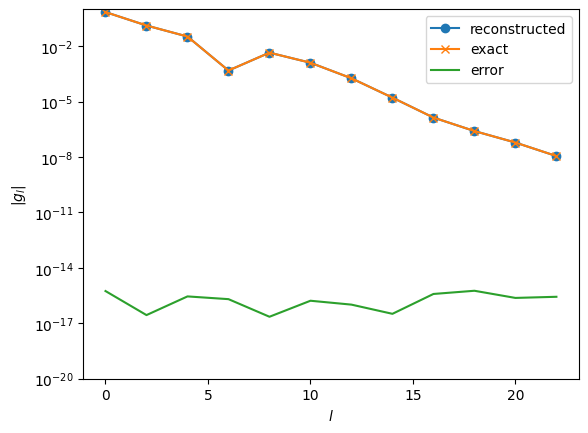 reconstructed
exact
error
10⁻²
10⁻⁵
10⁻⁸
10⁻¹¹
10⁻¹⁴
10⁻¹⁷
10⁻²⁰
|gₗ|
0 5 10 15 20
l